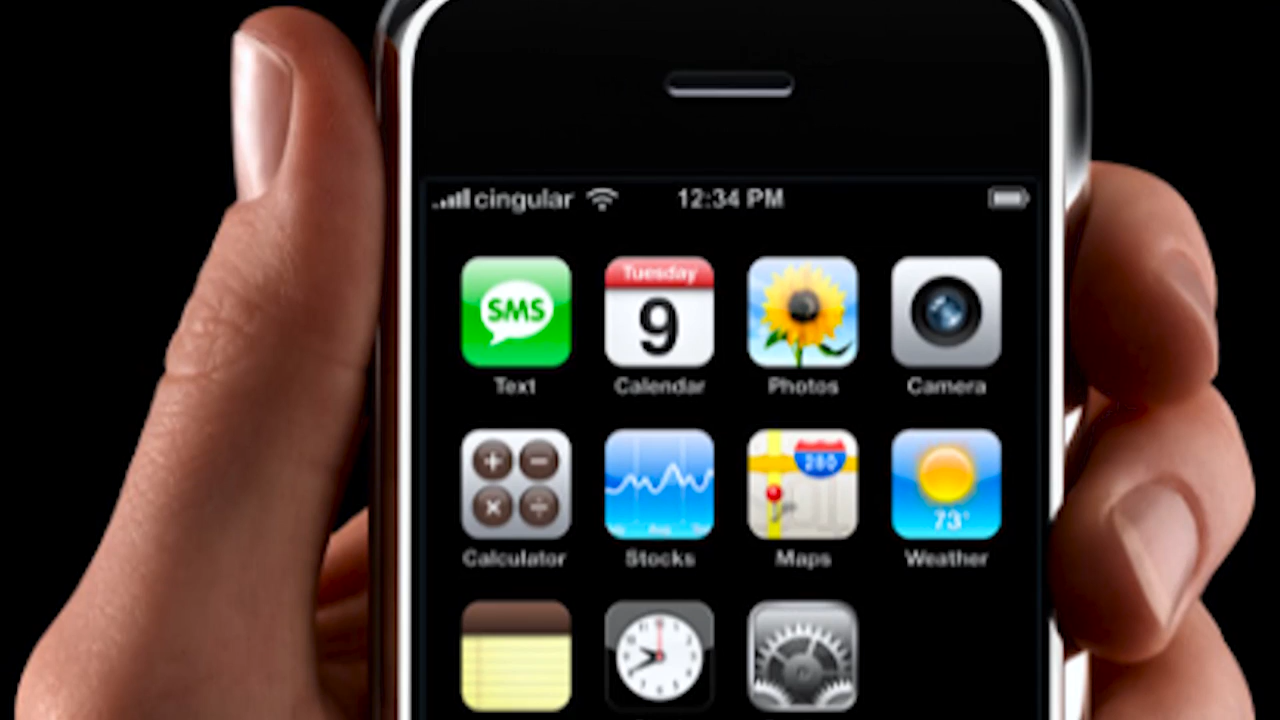 cingular 12:34 PM
SMS Tuesday 9
Text Calendar Photos Camera
+ − 280
× ÷ 73°
Calculator Stocks Maps Weather